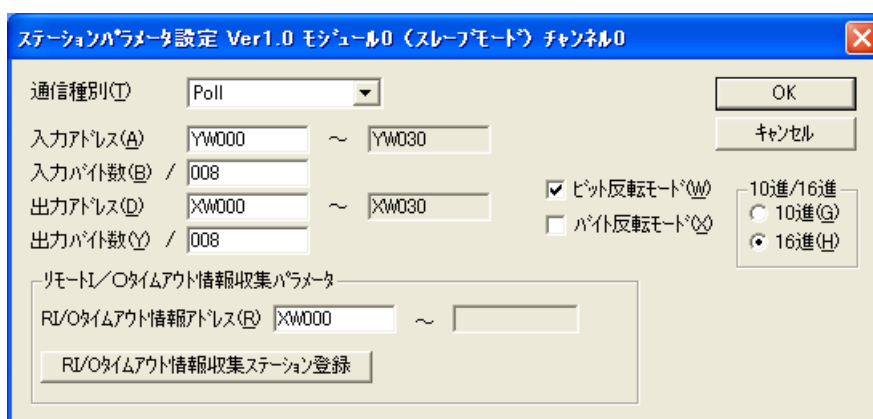 ステーションパラメータ設定 Ver1.0 モジュール0（スレーブモード）チャンネル0
通信種別(T) Poll OK
入力アドレス(A) YW000 ～ YW030 キャンセル
入力バイト数(B) / 008
出力アドレス(D) XW000 ～ XW030 ビット反転モード(W) 10進/16進
バイト反転モード(X) 10進(G)
出力バイト数(Y) / 008 16進(H)
リモートI／Oタイムアウト情報収集パラメータ
RI/Oタイムアウト情報アドレス(R) XW000 ～
RI/Oタイムアウト情報収集ステーション登録